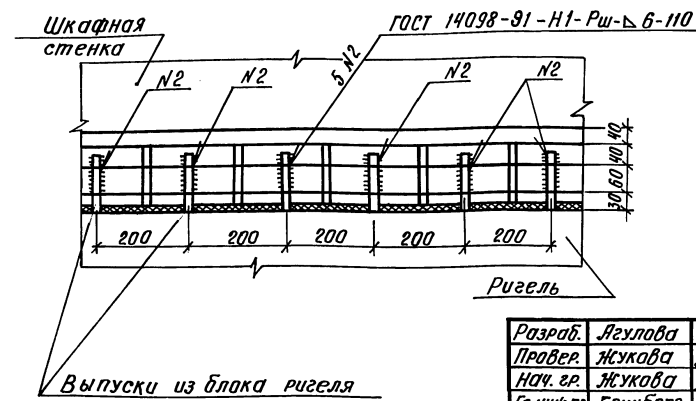 Шкафная
стенка
ГОСТ 14098-91-Н1-Рш-⊿ 6-110
5 N2
N2
N2
N2
N2
40
40
60
30
200
200
200
200
200
Ригель
Выпуски из блока ригеля
Разраб. Ягулова
Провер. Жукова
Нач. гр. Жукова